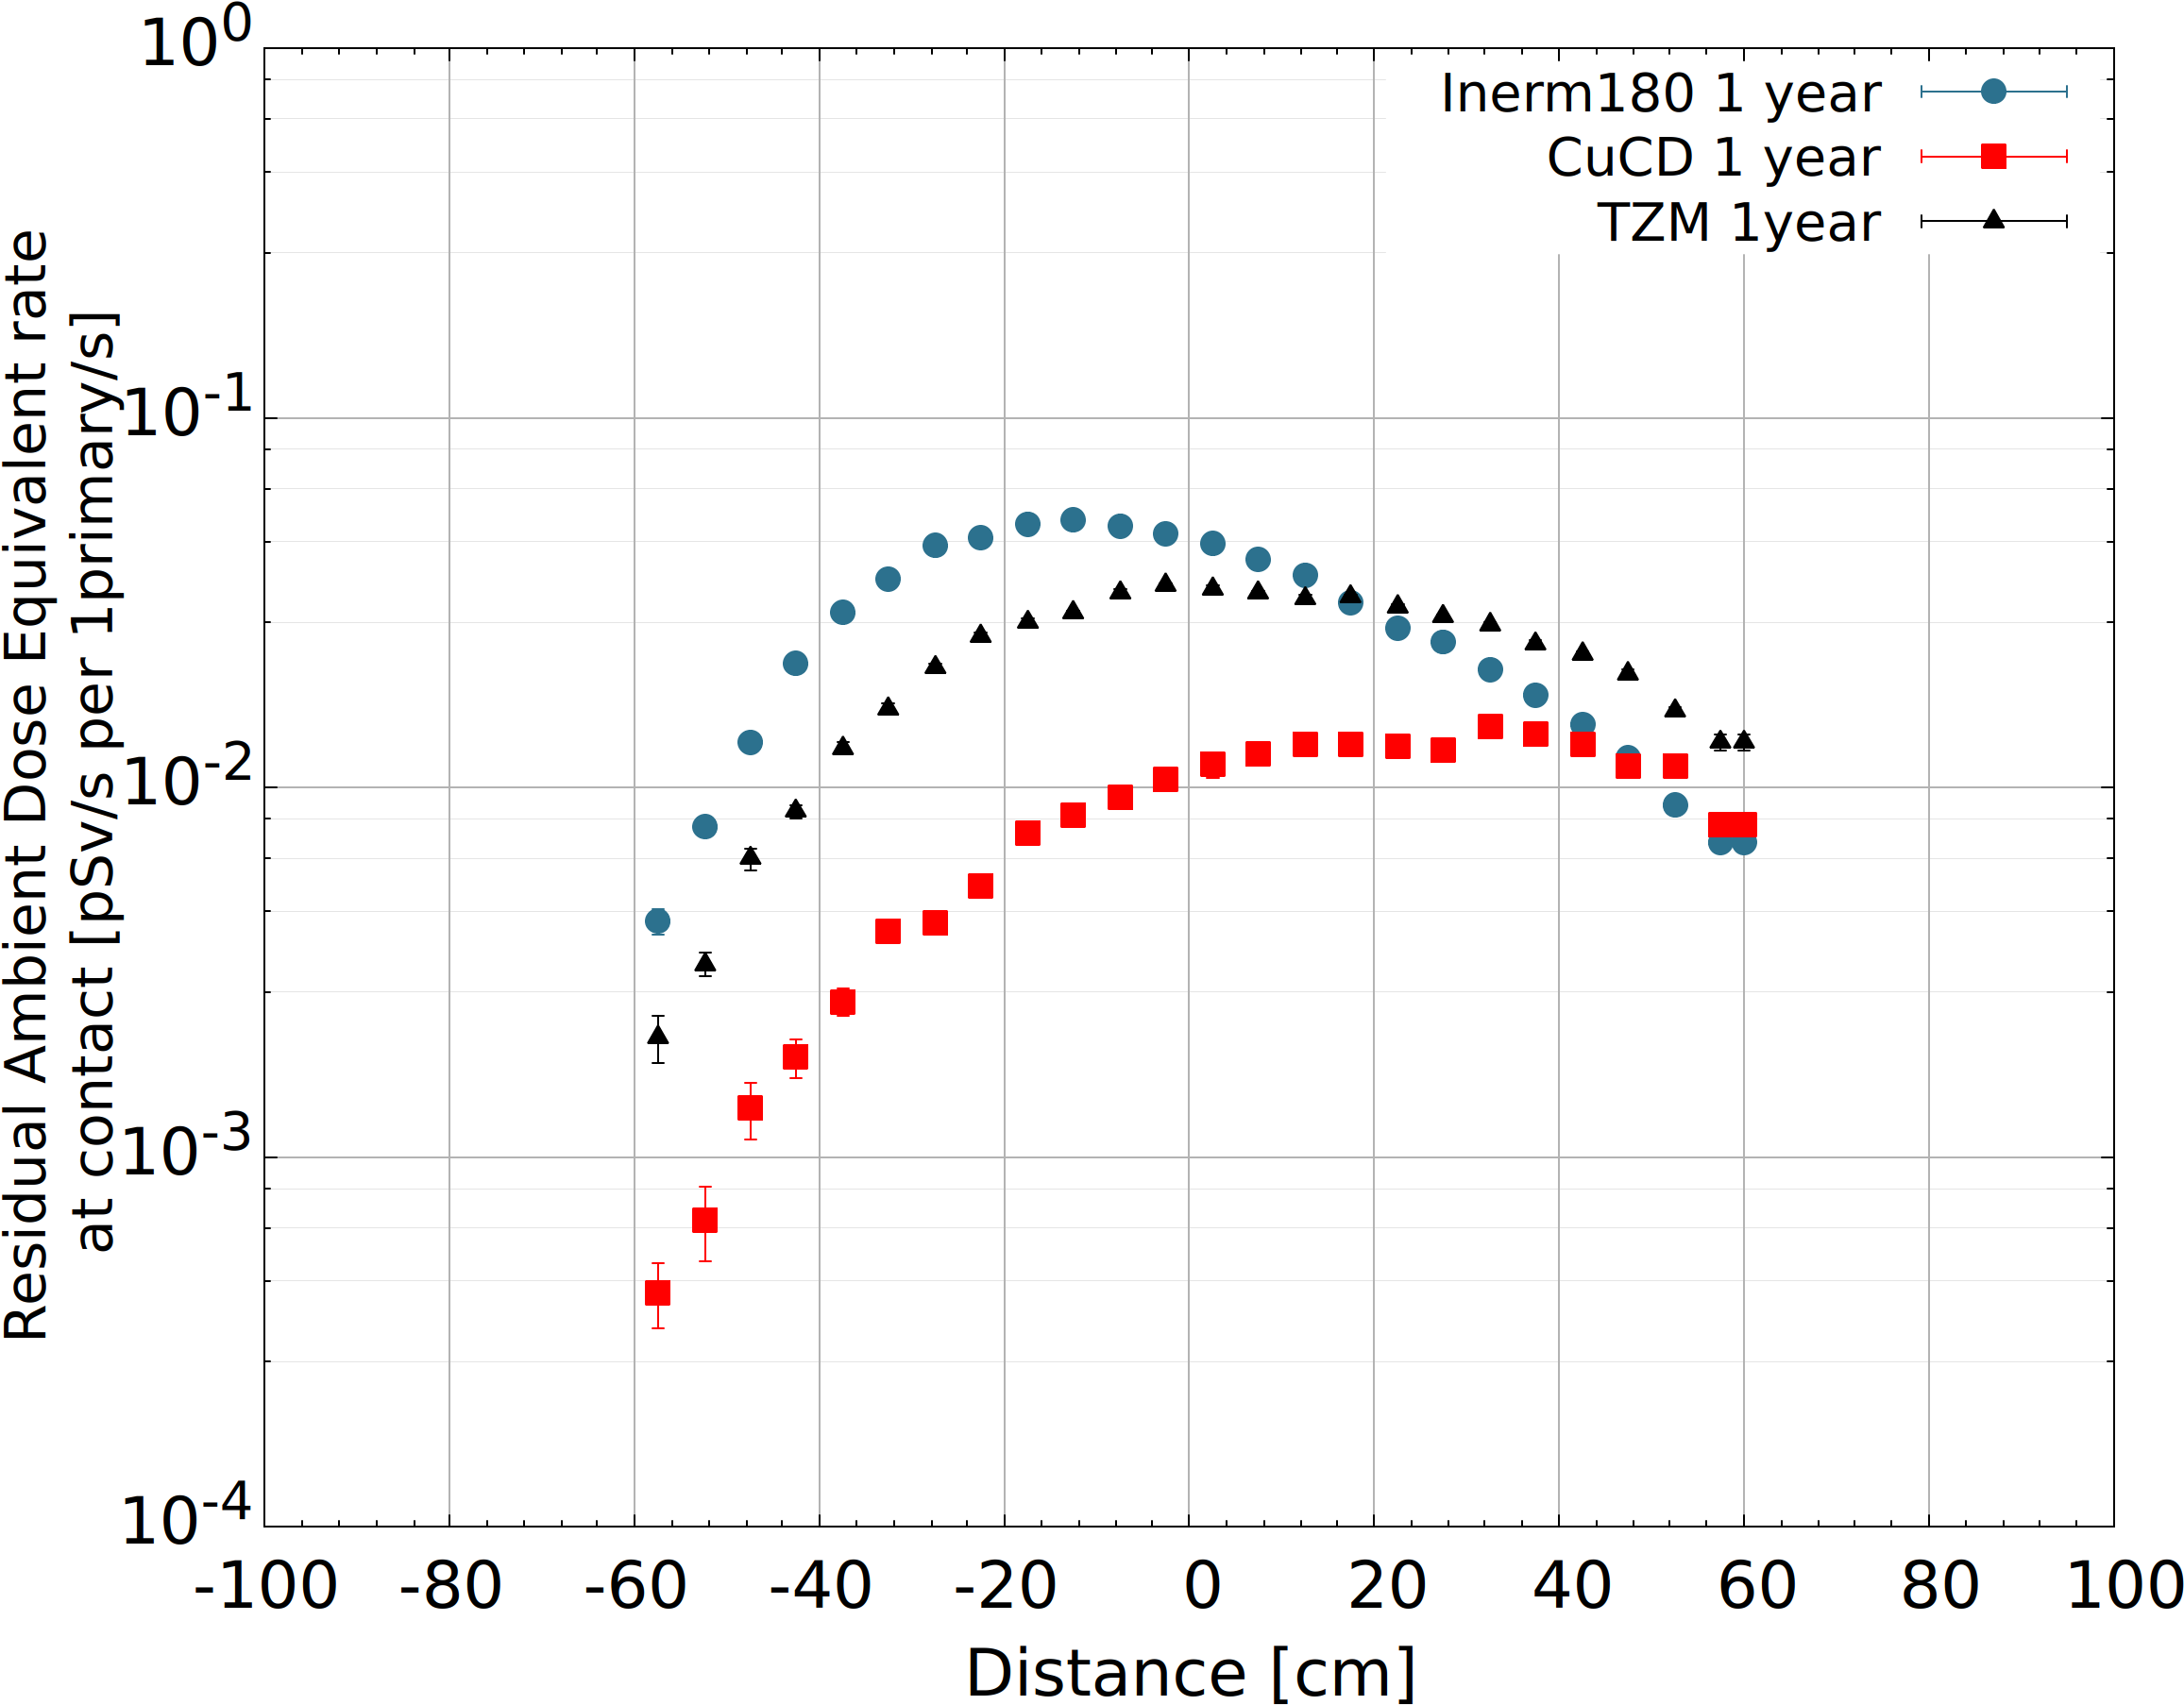 Residual Ambient Dose Equivalent rate
at contact [pSv/s per 1primary/s]
10^0
10^-1
10^-2
10^-3
10^-4
Inerm180 1 year
CuCD 1 year
TZM 1year
-100 -80 -60 -40 -20 0 20 40 60 80 100
Distance [cm]